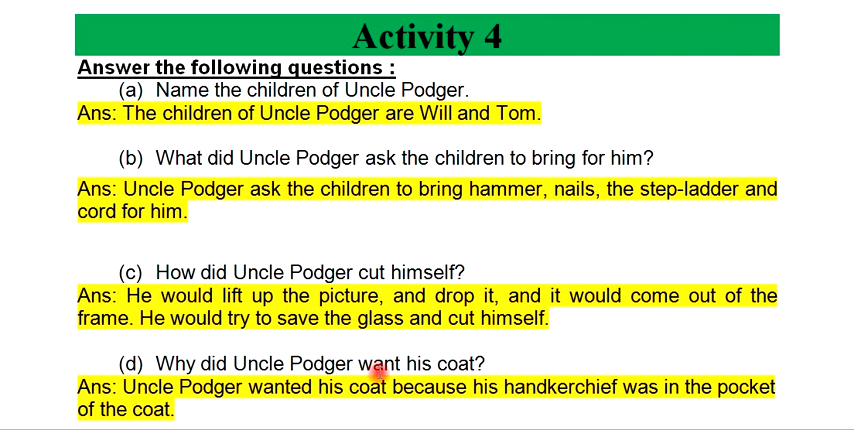 Activity 4
Answer the following questions :
(a) Name the children of Uncle Podger.
Ans: The children of Uncle Podger are Will and Tom.
(b) What did Uncle Podger ask the children to bring for him?
Ans: Uncle Podger ask the children to bring hammer, nails, the step-ladder and
cord for him.
(c) How did Uncle Podger cut himself?
Ans: He would lift up the picture, and drop it, and it would come out of the
frame. He would try to save the glass and cut himself.
(d) Why did Uncle Podger want his coat?
Ans: Uncle Podger wanted his coat because his handkerchief was in the pocket
of the coat.